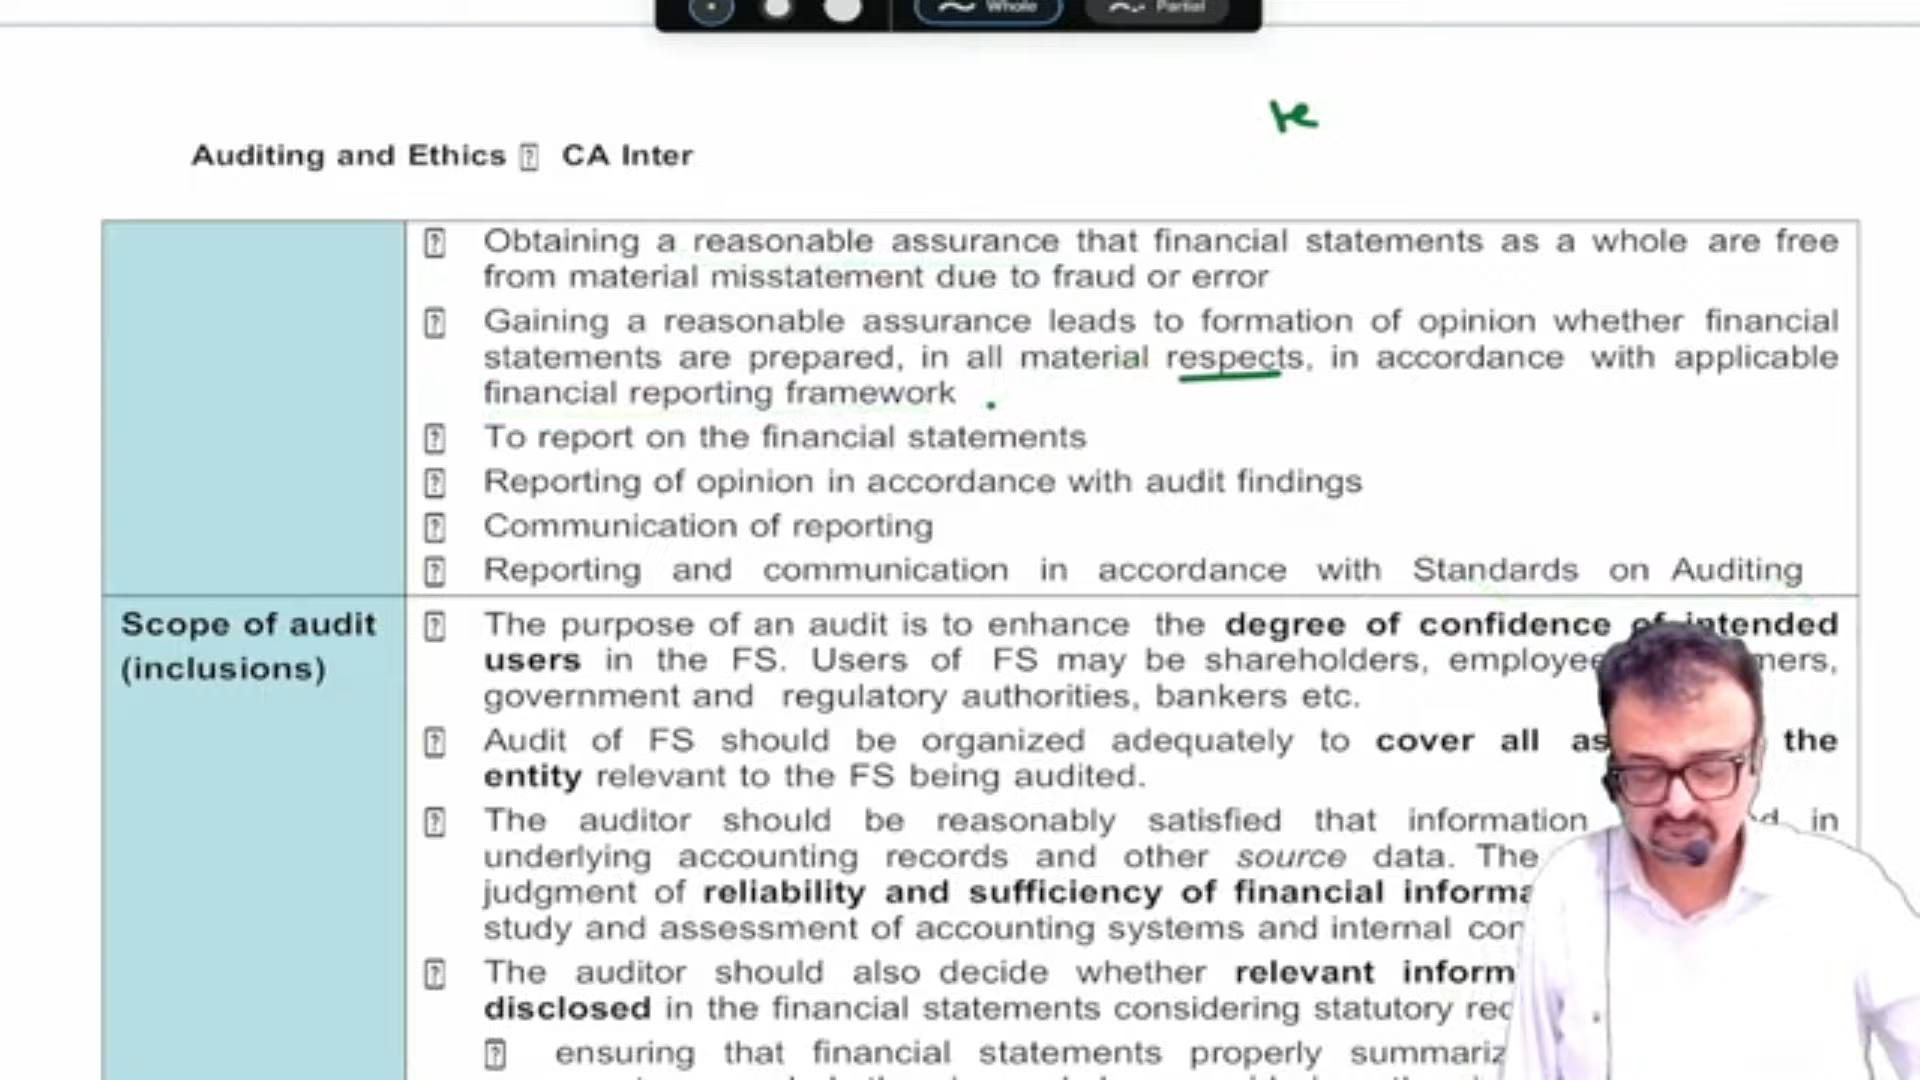 Whole
Partial
Auditing and Ethics CA Inter
Obtaining a reasonable assurance that financial statements as a whole are free
from material misstatement due to fraud or error
Gaining a reasonable assurance leads to formation of opinion whether financial
statements are prepared, in all material respects, in accordance with applicable
financial reporting framework
To report on the financial statements
Reporting of opinion in accordance with audit findings
Communication of reporting
Reporting and communication in accordance with Standards on Auditing
Scope of audit
(inclusions)
The purpose of an audit is to enhance the degree of confidence of intended
users in the FS. Users of FS may be shareholders,
government and regulatory authorities, bankers etc.
Audit of FS should be organized adequately to cover all the
entity relevant to the FS being audited.
The auditor should be reasonably satisfied that information in
underlying accounting records and other source data. The
judgment of reliability and sufficiency of financial
study and assessment of accounting systems and internal
The auditor should also decide whether relevant
disclosed in the financial statements considering statutory
ensuring that financial statements properly